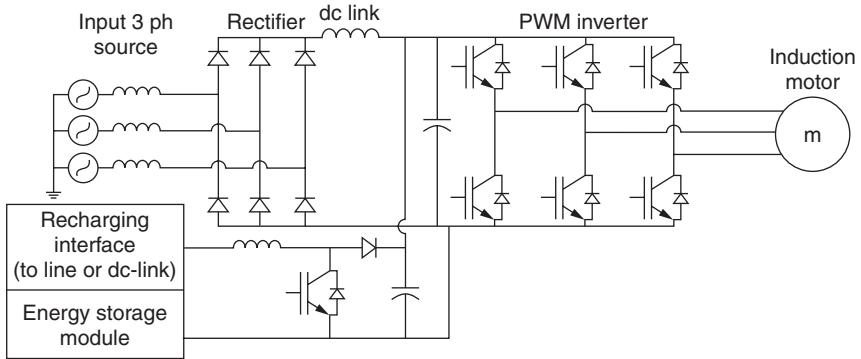 Input 3 ph
source
Rectifier
dc link
PWM inverter
Induction
motor
m
Recharging
interface
(to line or dc-link)
Energy storage
module